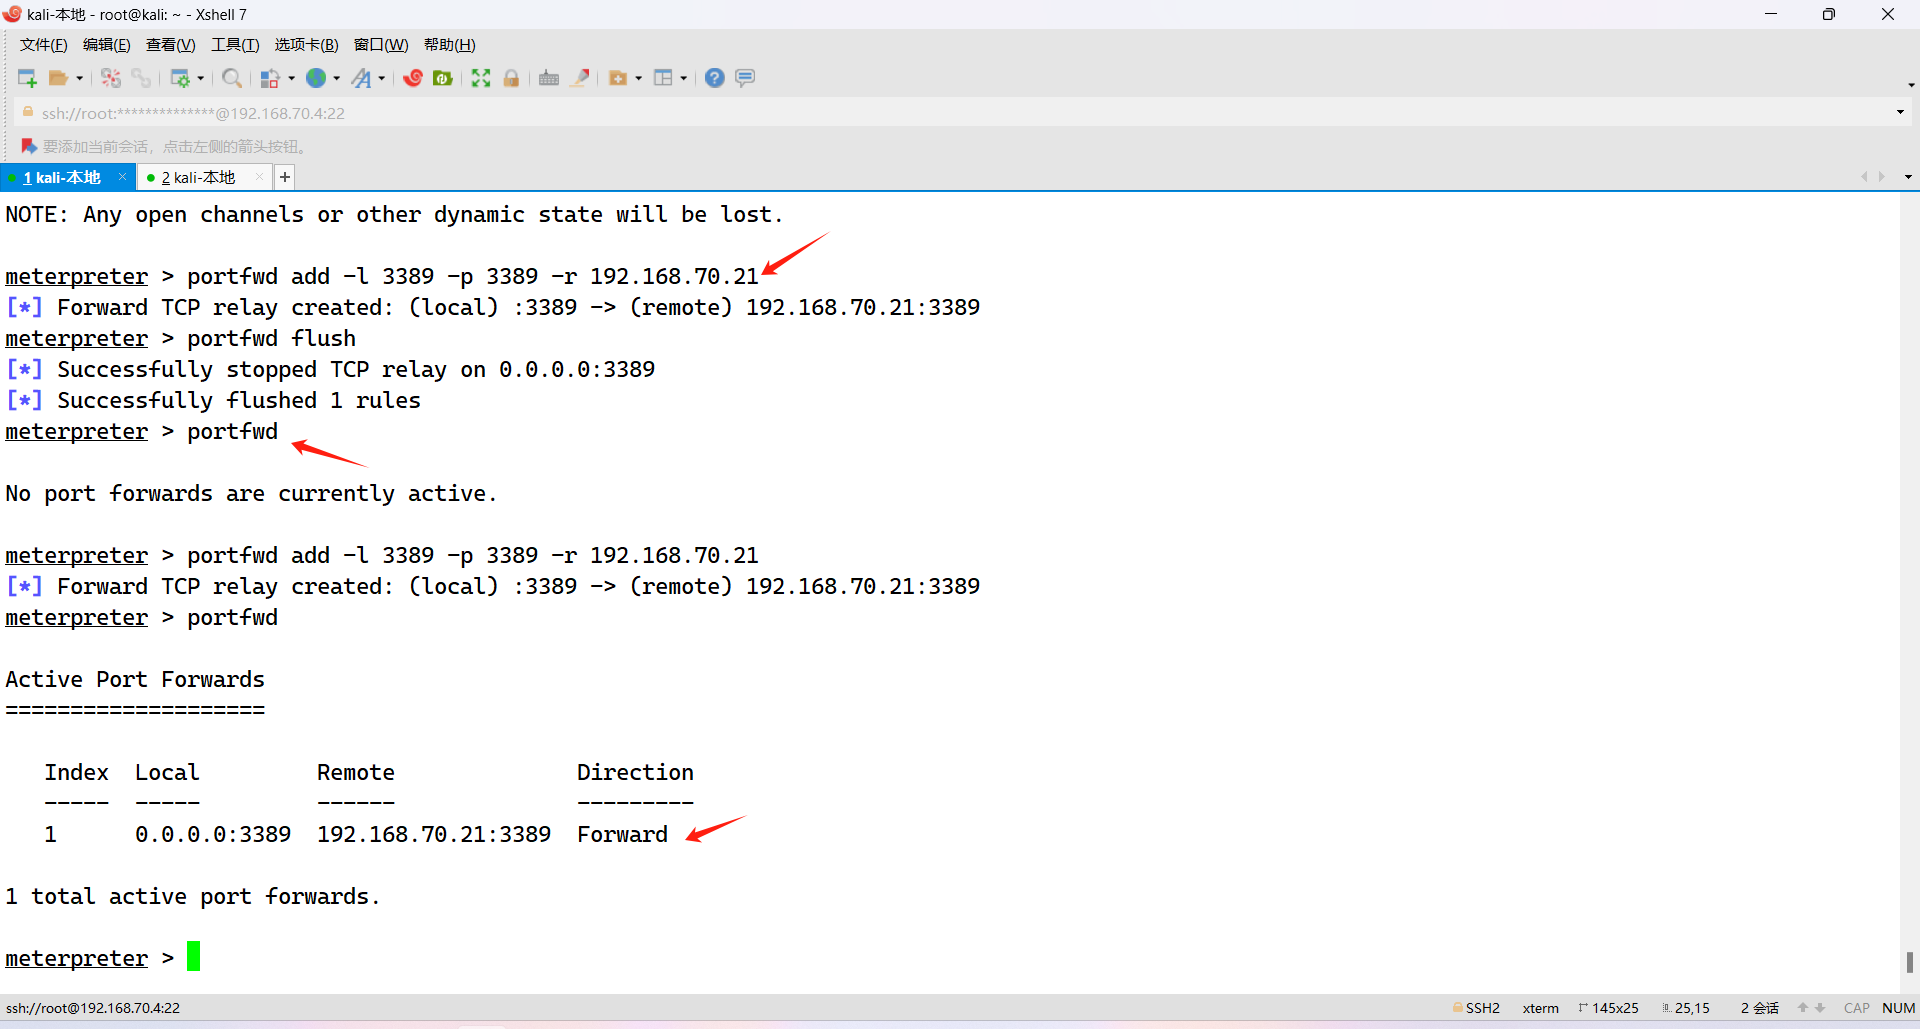 kali-本地 - root@kali: ~ - Xshell 7
文件(F) 编辑(E) 查看(V) 工具(T) 选项卡(B) 窗口(W) 帮助(H)
ssh://root:**************@192.168.70.4:22
要添加当前会话，点击左侧的箭头按钮。
1 kali-本地 × 2 kali-本地 × +
NOTE: Any open channels or other dynamic state will be lost.
meterpreter > portfwd add -l 3389 -p 3389 -r 192.168.70.21
[*] Forward TCP relay created: (local) :3389 -> (remote) 192.168.70.21:3389
meterpreter > portfwd flush
[*] Successfully stopped TCP relay on 0.0.0.0:3389
[*] Successfully flushed 1 rules
meterpreter > portfwd
No port forwards are currently active.
meterpreter > portfwd add -l 3389 -p 3389 -r 192.168.70.21
[*] Forward TCP relay created: (local) :3389 -> (remote) 192.168.70.21:3389
meterpreter > portfwd
Active Port Forwards
====================
Index Local Remote Direction
----- ----- ------ ---------
1 0.0.0.0:3389 192.168.70.21:3389 Forward
1 total active port forwards.
meterpreter >
ssh://root@192.168.70.4:22 SSH2 xterm 145x25 25,15 2 会话 CAP NUM